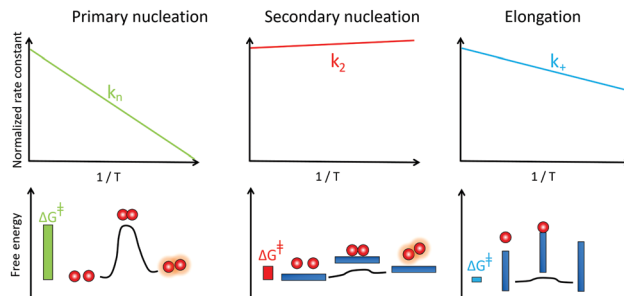 Primary nucleation
Secondary nucleation
Elongation
Normalized rate constant
kn
k2
k+
1 / T
1 / T
1 / T
Free energy
ΔG‡
ΔG‡
ΔG‡